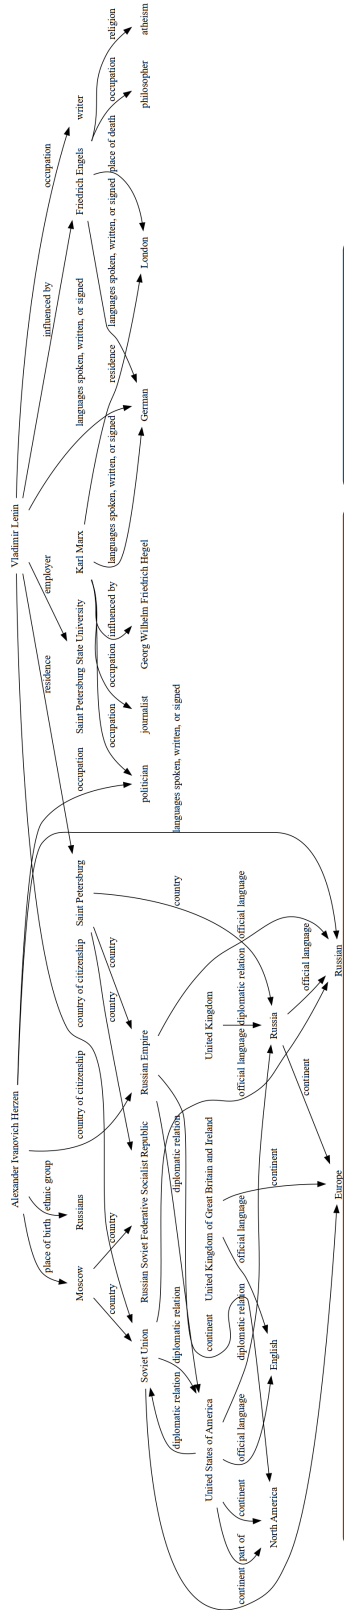 Alexander Ivanovich Herzen
Vladimir Lenin
place of birth
ethnic group
residence
employer
influenced by
occupation
Moscow
Russians
country of citizenship
country of citizenship
Saint Petersburg
occupation
Saint Petersburg State University
Karl Marx
languages spoken, written, or signed
Friedrich Engels
writer
country
country
country
country
occupation
occupation
influenced by
languages spoken, written, or signed
residence
languages spoken, written, or signed
place of death
occupation
religion
Soviet Union
Russian Soviet Federative Socialist Republic
Russian Empire
politician
journalist
Georg Wilhelm Friedrich Hegel
German
London
philosopher
atheism
diplomatic relation
diplomatic relation
diplomatic relation
country
languages spoken, written, or signed
United States of America
continent
United Kingdom of Great Britain and Ireland
United Kingdom
continent
part of
official language
diplomatic relation
official language
official language
diplomatic relation
official language
North America
English
continent
Russia
continent
official language
Europe
Russian